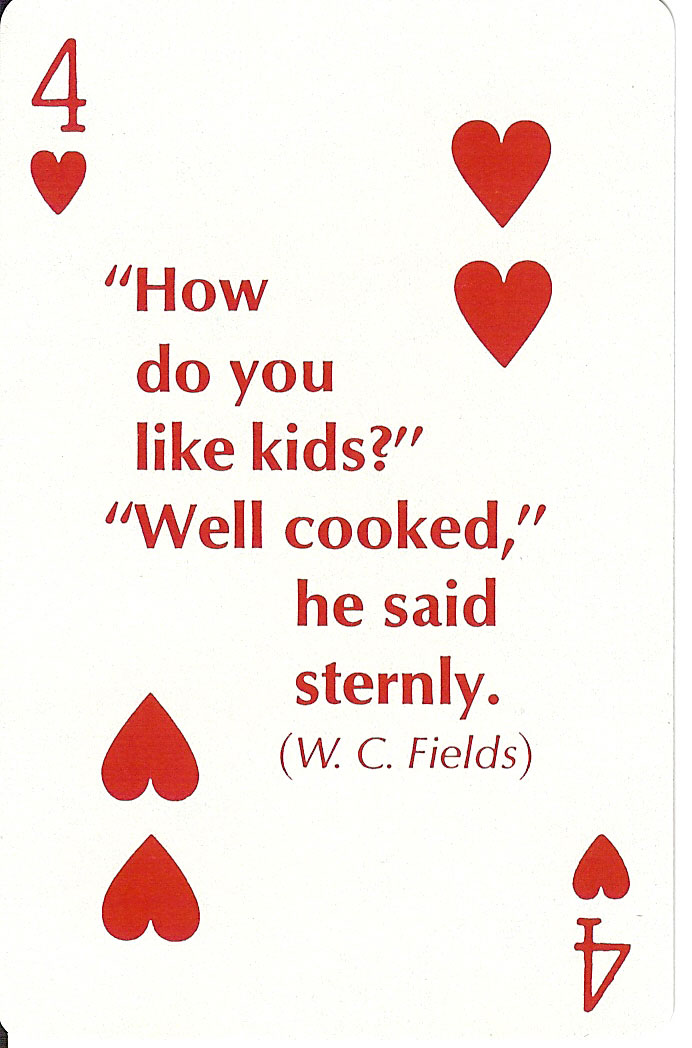 4
“How
do you
like kids?”
“Well cooked,”
he said
sternly.
(W. C. Fields)
4